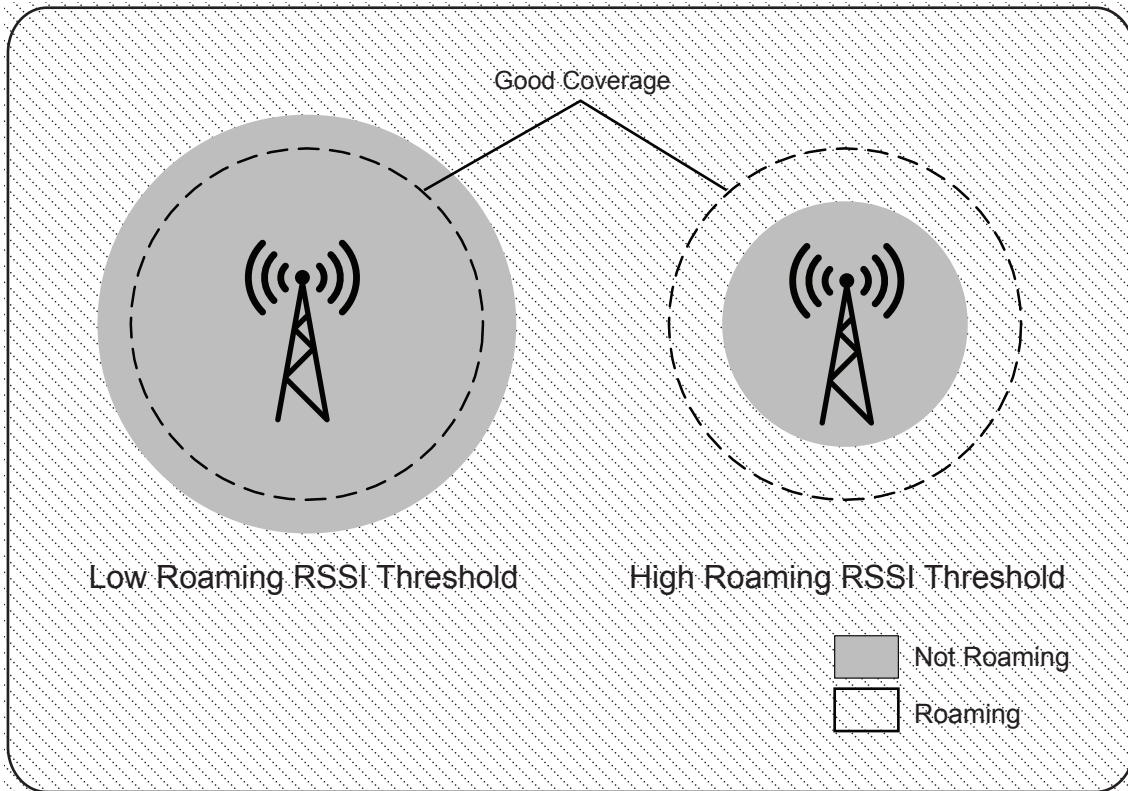 Good Coverage
Low Roaming RSSI Threshold
High Roaming RSSI Threshold
Not Roaming
Roaming